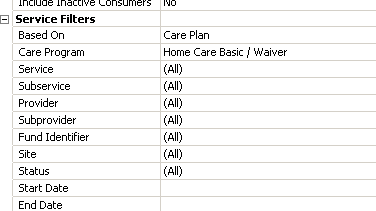 Include Inactive Consumers No
Service Filters
Based On Care Plan
Care Program Home Care Basic / Waiver
Service (All)
Subservice (All)
Provider (All)
Subprovider (All)
Fund Identifier (All)
Site (All)
Status (All)
Start Date
End Date